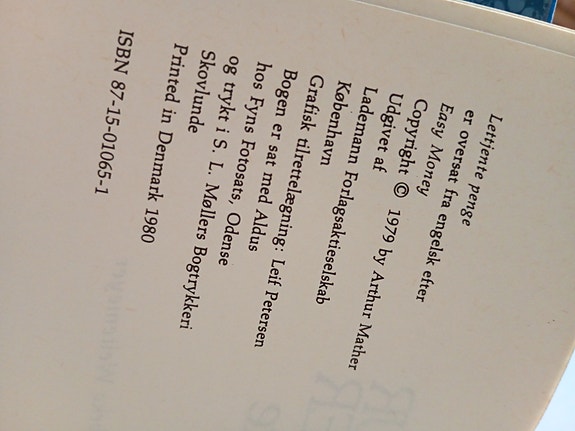 Lettjente penge
er oversat fra engelsk efter
Easy Money
Copyright © 1979 by Arthur Mather
Udgivet af
Lademann Forlagsaktieselskab
København
Grafisk tilrettelægning: Leif Petersen
Bogen er sat med Aldus
hos Fyns Fotosats, Odense
og trykt i S. L. Møllers Bogtrykkeri
Skovlunde
Printed in Denmark 1980
ISBN 87-15-01065-1